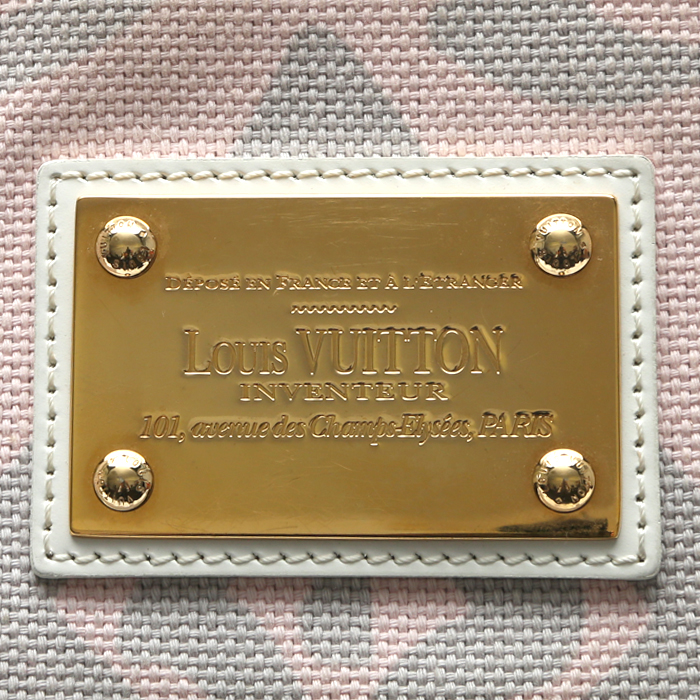 DÉPOSÉ EN FRANCE ET À L'ÉTRANGER
LOUIS VUITTON
INVENTEUR
101, avenue des Champs-Elysées, PARIS